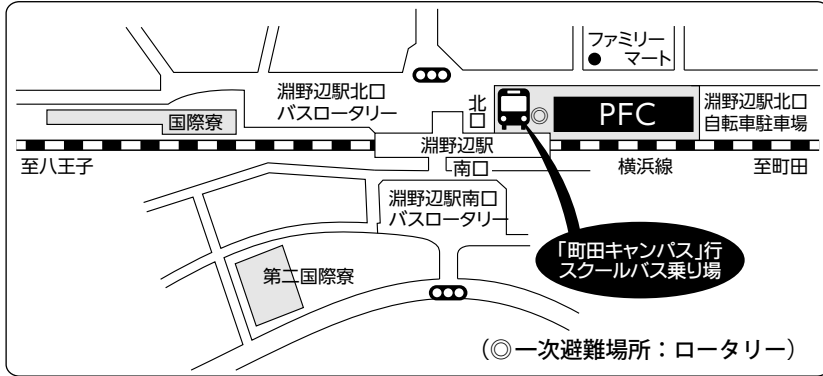 ファミリー
マート
淵野辺駅北口
バスロータリー
北
口
◎
PFC
淵野辺駅北口
自転車駐車場
国際寮
淵野辺駅
至八王子
南口
横浜線
至町田
淵野辺駅南口
バスロータリー
「町田キャンパス」行
スクールバス乗り場
第二国際寮
(◎一次避難場所：ロータリー)